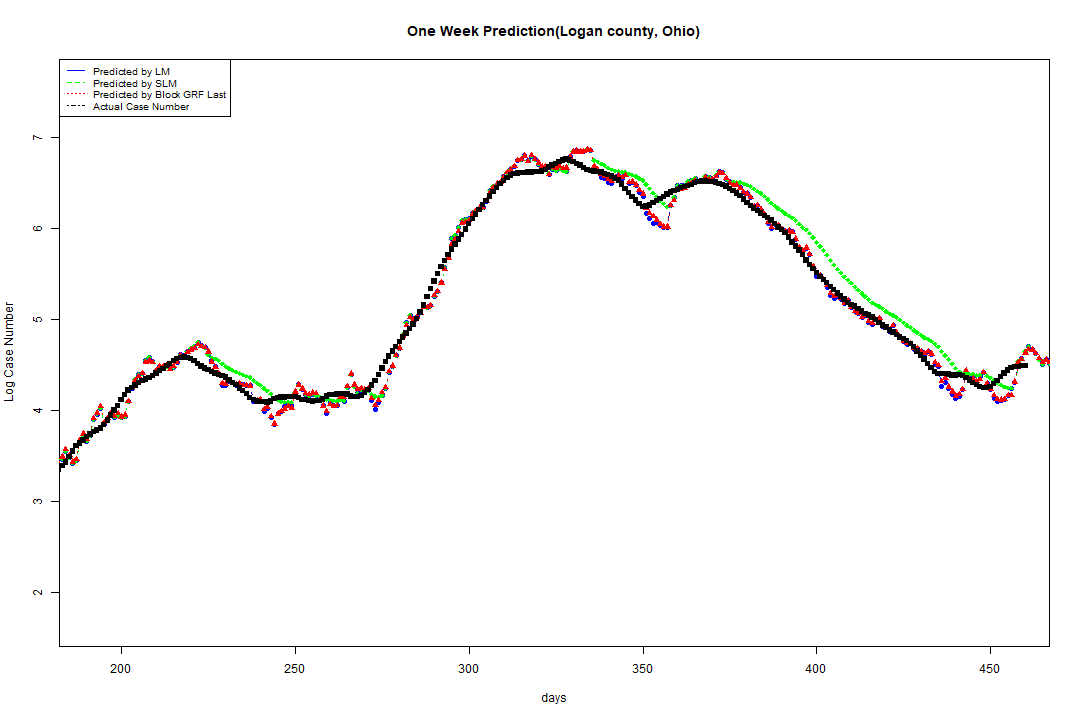 One Week Prediction(Logan county, Ohio)
Predicted by LM
Predicted by SLM
Predicted by Block GRF Last
Actual Case Number
7
6
5
4
3
2
Log Case Number
200 250 300 350 400 450
days